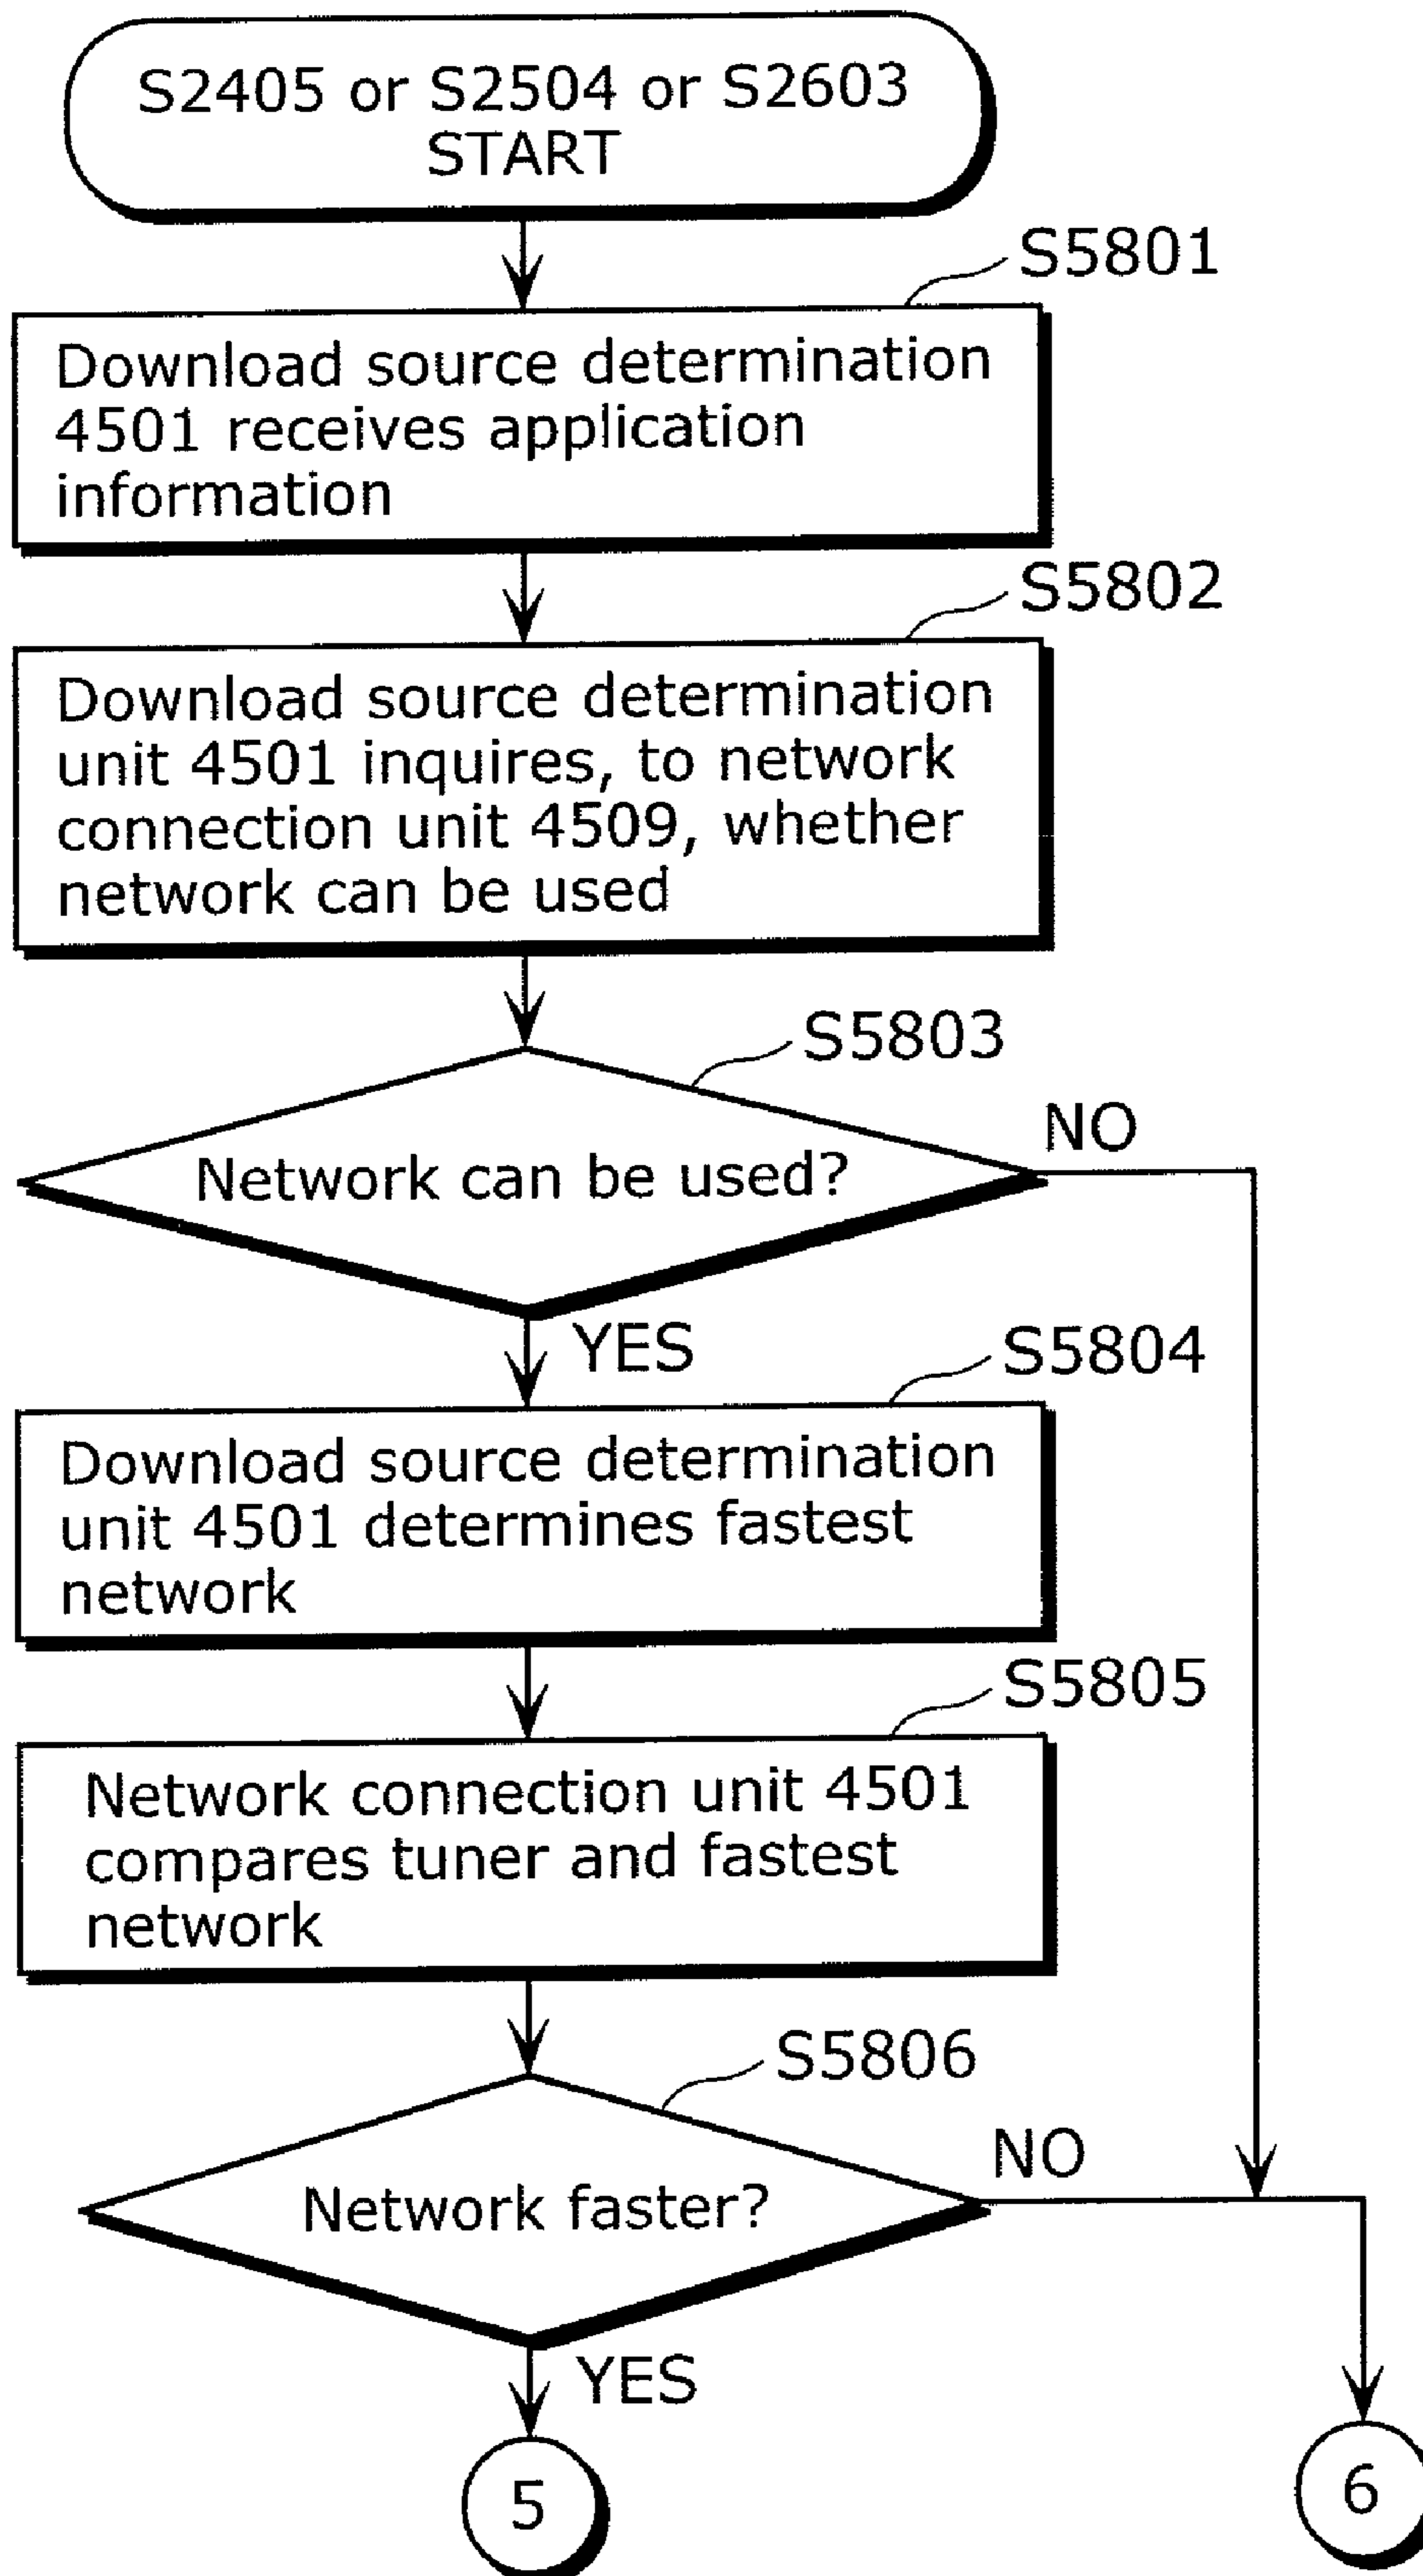 S2405 or S2504 or S2603
START
S5801
Download source determination
4501 receives application
information
S5802
Download source determination
unit 4501 inquires, to network
connection unit 4509, whether
network can be used
S5803
Network can be used?
NO
YES
S5804
Download source determination
unit 4501 determines fastest
network
S5805
Network connection unit 4501
compares tuner and fastest
network
S5806
Network faster?
NO
YES
5
6